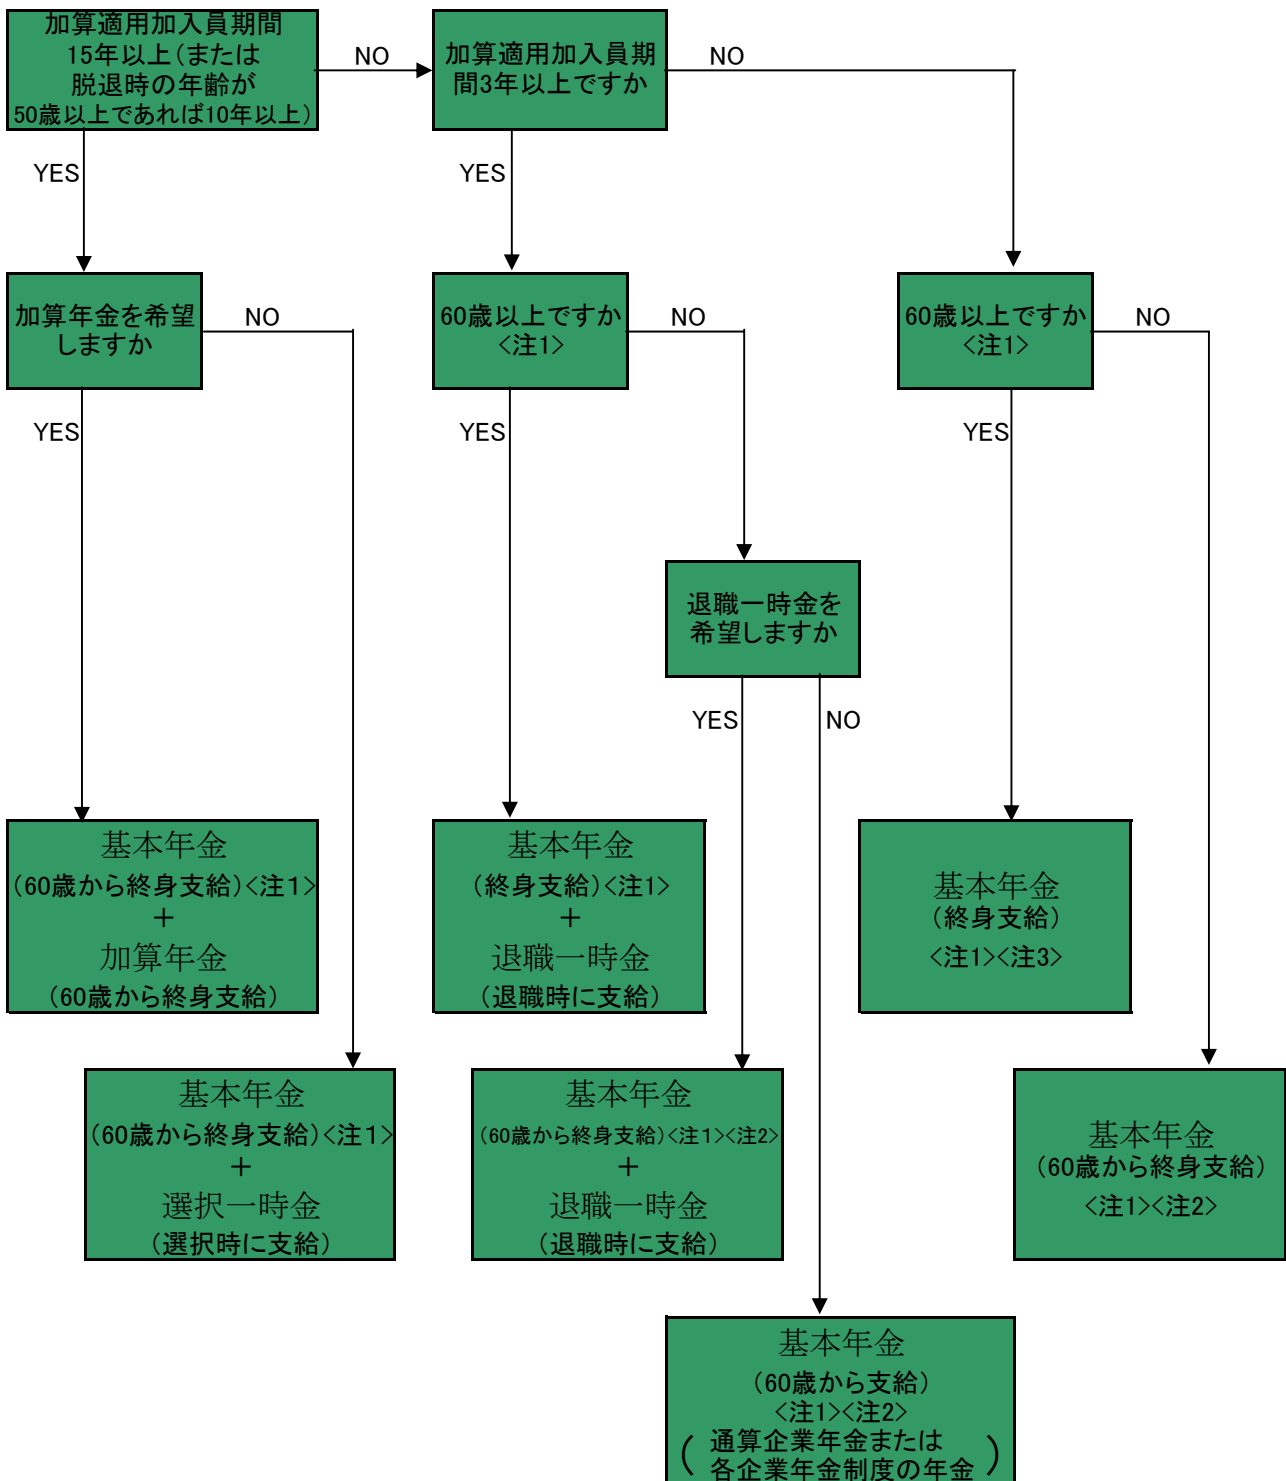 加算適用加入員期間
15年以上(または
脱退時の年齢が
50歳以上であれば10年以上)
NO
加算適用加入員期
間3年以上ですか
NO
YES
YES
加算年金を希望
しますか
NO
60歳以上ですか
<注1>
NO
60歳以上ですか
<注1>
NO
YES
YES
YES
退職一時金を
希望しますか
YES
NO
基本年金
(60歳から終身支給)<注1>
+
加算年金
(60歳から終身支給)
基本年金
(終身支給)<注1>
+
退職一時金
(退職時に支給)
基本年金
(終身支給)
<注1><注3>
基本年金
(60歳から終身支給)<注1>
+
選択一時金
(選択時に支給)
基本年金
(60歳から終身支給)<注1><注2>
+
退職一時金
(退職時に支給)
基本年金
(60歳から終身支給)
<注1><注2>
基本年金
(60歳から支給)
<注1><注2>
(通算企業年金または
各企業年金制度の年金)